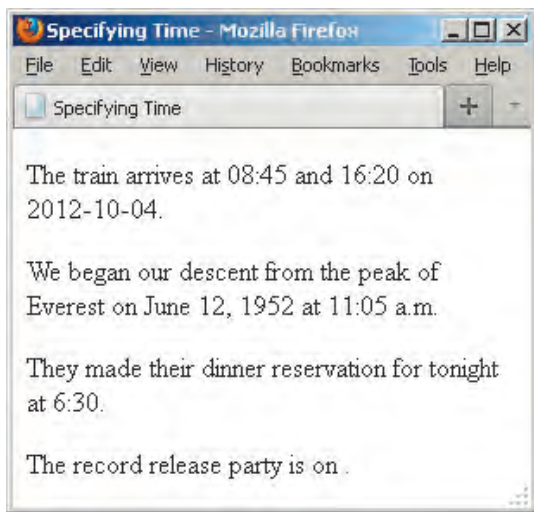 Specifying Time - Mozilla Firefox
File Edit View History Bookmarks Tools Help
Specifying Time
The train arrives at 08:45 and 16:20 on
2012-10-04.
We began our descent from the peak of
Everest on June 12, 1952 at 11:05 a.m.
They made their dinner reservation for tonight
at 6:30.
The record release party is on .